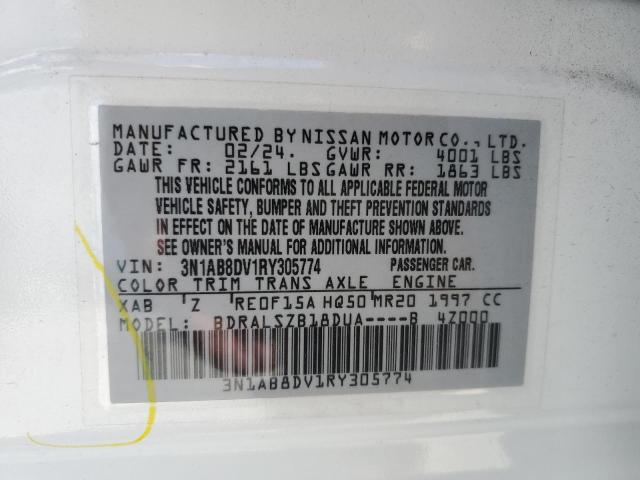 MANUFACTURED BY NISSAN MOTOR CO., LTD.
DATE: 02/24. GVWR: 4001 LBS
GAWR FR: 2161 LBS GAWR RR: 1863 LBS
THIS VEHICLE CONFORMS TO ALL APPLICABLE FEDERAL MOTOR
VEHICLE SAFETY, BUMPER AND THEFT PREVENTION STANDARDS
IN EFFECT ON THE DATE OF MANUFACTURE SHOWN ABOVE.
SEE OWNER'S MANUAL FOR ADDITIONAL INFORMATION.
VIN: 3N1AB8DV1RY305774 PASSENGER CAR.
COLOR TRIM TRANS AXLE ENGINE
XAB Z RE0F15A HQ50 MR20 1997 CC
MODEL: BDRALSZB18DUA----B 4Z000
3N1AB8DV1RY305774